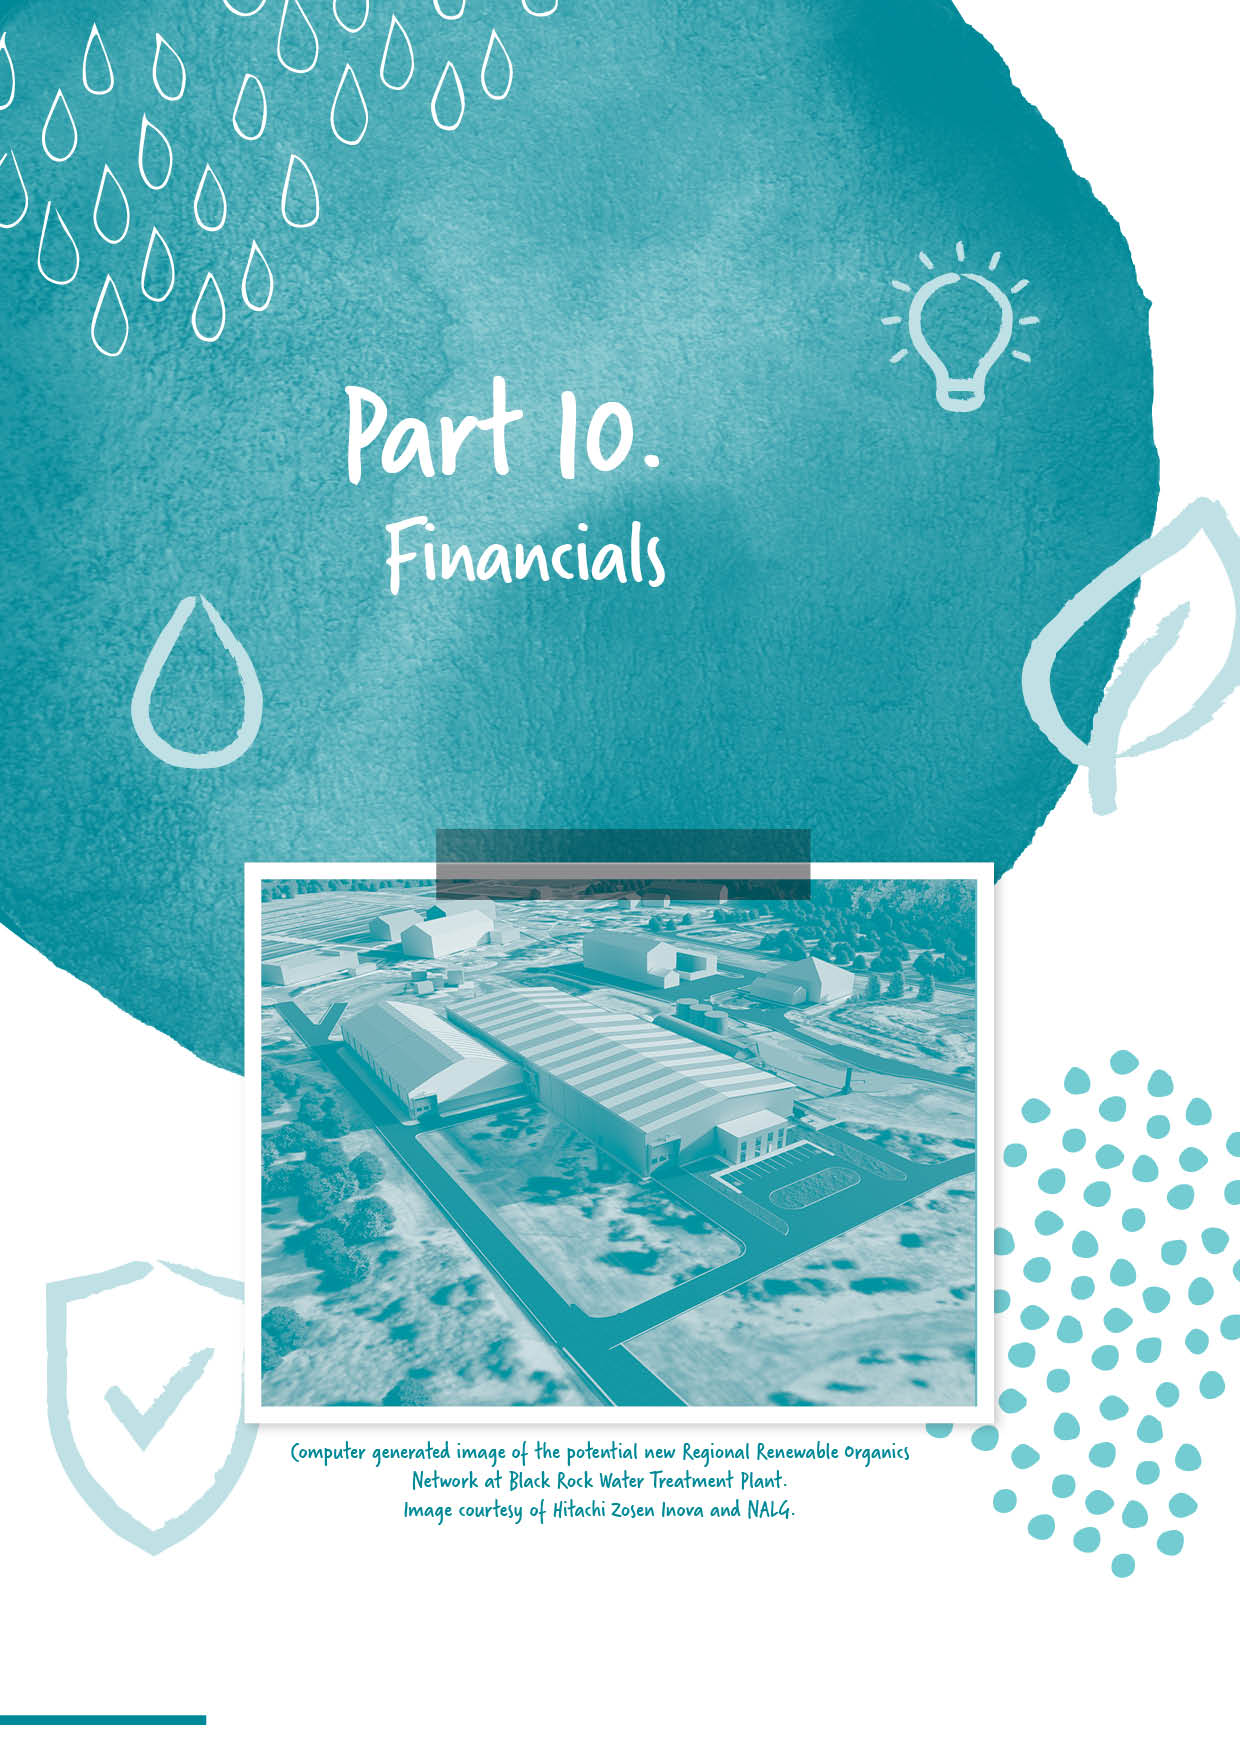 Part 10.
Financials
Computer generated image of the potential new Regional Renewable Organics
Network at Black Rock Water Treatment Plant.
Image courtesy of Hitachi Zosen Inova and NALG.